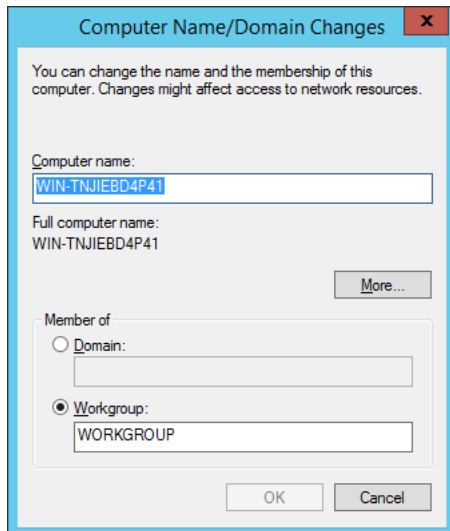 Computer Name/Domain Changes
x
You can change the name and the membership of this
computer. Changes might affect access to network resources.
Computer name:
WIN-TNJIEBD4P41
Full computer name:
WIN-TNJIEBD4P41
More...
Member of
Domain:
Workgroup:
WORKGROUP
OK
Cancel